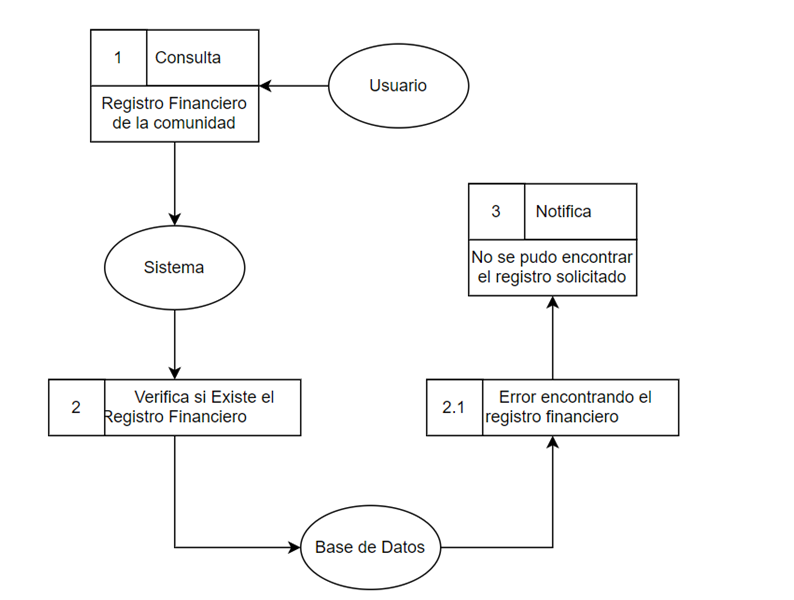 1
Consulta
Registro Financiero
de la comunidad
Usuario
Sistema
2
Verifica si Existe el
Registro Financiero
Base de Datos
2.1
Error encontrando el
registro financiero
3
Notifica
No se pudo encontrar
el registro solicitado